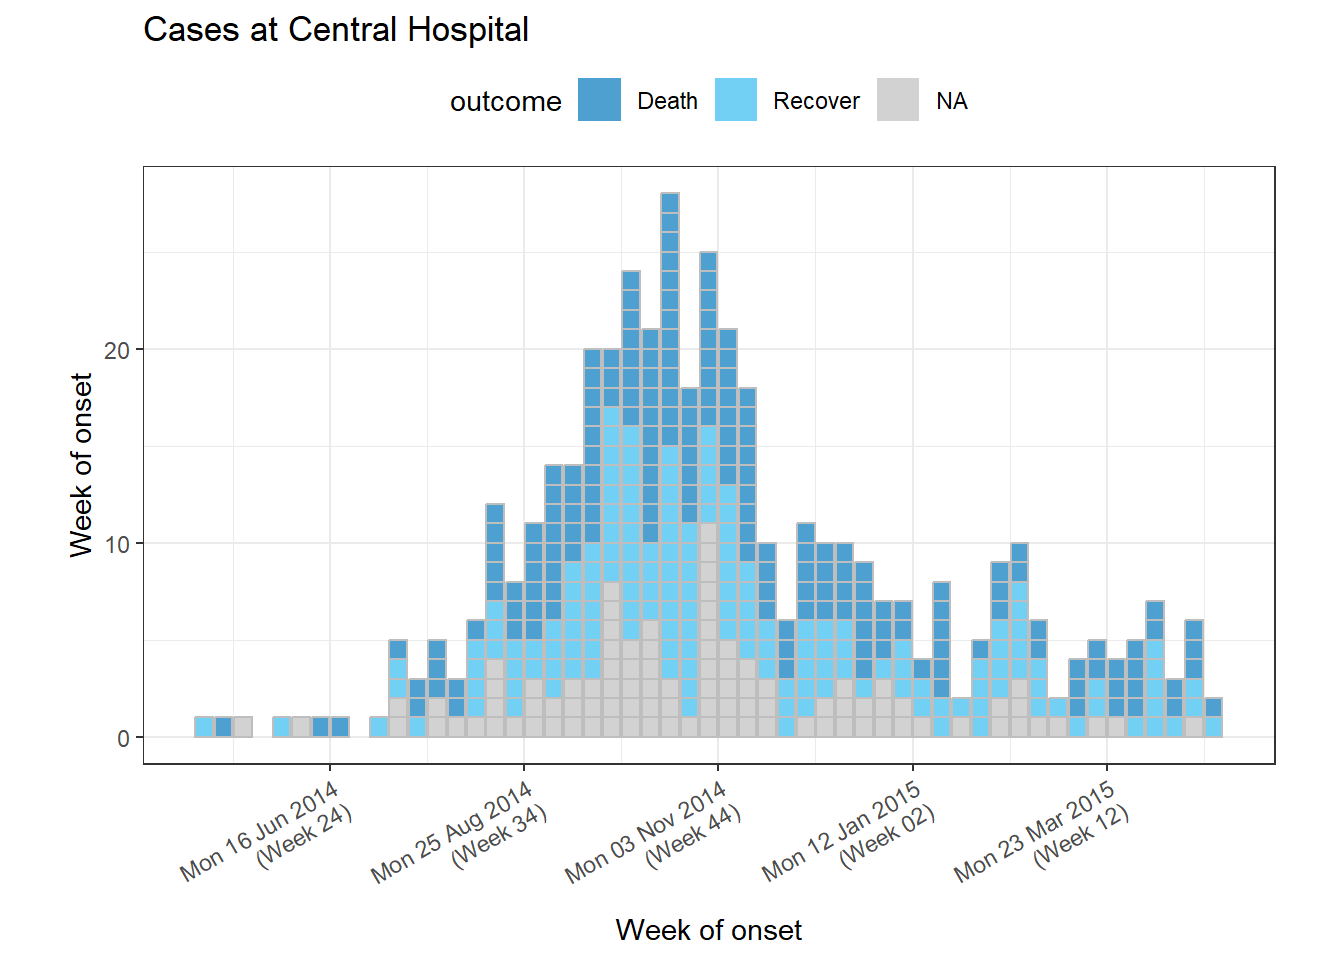 Cases at Central Hospital
outcome Death Recover NA
Week of onset
20
10
0
Mon 16 Jun 2014
(Week 24)
Mon 25 Aug 2014
(Week 34)
Mon 03 Nov 2014
(Week 44)
Mon 12 Jan 2015
(Week 02)
Mon 23 Mar 2015
(Week 12)
Week of onset